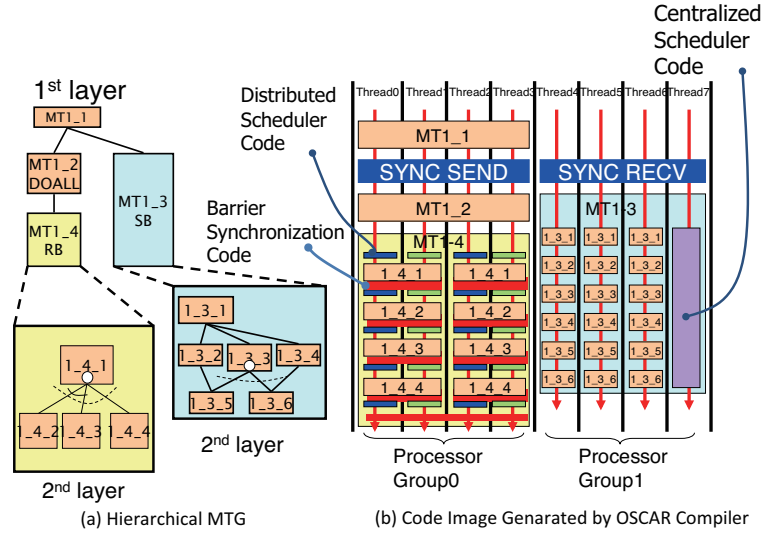 1st layer
MT1_1
MT1_2
DOALL
MT1_3
SB
MT1_4
RB
1_4_1
1_4_2
1_4_3
1_4_4
2nd layer
1_3_1
1_3_2
1_3_3
1_3_4
1_3_5
1_3_6
2nd layer
(a) Hierarchical MTG
Centralized
Scheduler
Code
Distributed
Scheduler
Code
Barrier
Synchronization
Code
Thread0
Thread1
Thread2
Thread3
Thread4
Thread5
Thread6
Thread7
MT1_1
SYNC SEND
SYNC RECV
MT1_2
MT1-4
1_4_1
1_4_1
1_4_2
1_4_2
1_4_3
1_4_3
1_4_4
1_4_4
MT1-3
1_3_1
1_3_1
1_3_1
1_3_2
1_3_2
1_3_2
1_3_3
1_3_3
1_3_3
1_3_4
1_3_4
1_3_4
1_3_5
1_3_5
1_3_5
1_3_6
1_3_6
1_3_6
Processor
Group0
Processor
Group1
(b) Code Image Genarated by OSCAR Compiler